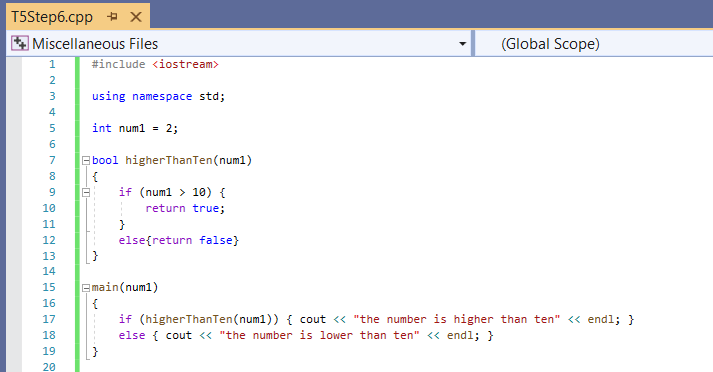 T5Step6.cpp
Miscellaneous Files (Global Scope)
1 #include <iostream>
2
3 using namespace std;
4
5 int num1 = 2;
6
7 bool higherThanTen(num1)
8 {
9 if (num1 > 10) {
10 return true;
11 }
12 else{return false}
13 }
14
15 main(num1)
16 {
17 if (higherThanTen(num1)) { cout << "the number is higher than ten" << endl; }
18 else { cout << "the number is lower than ten" << endl; }
19 }
20